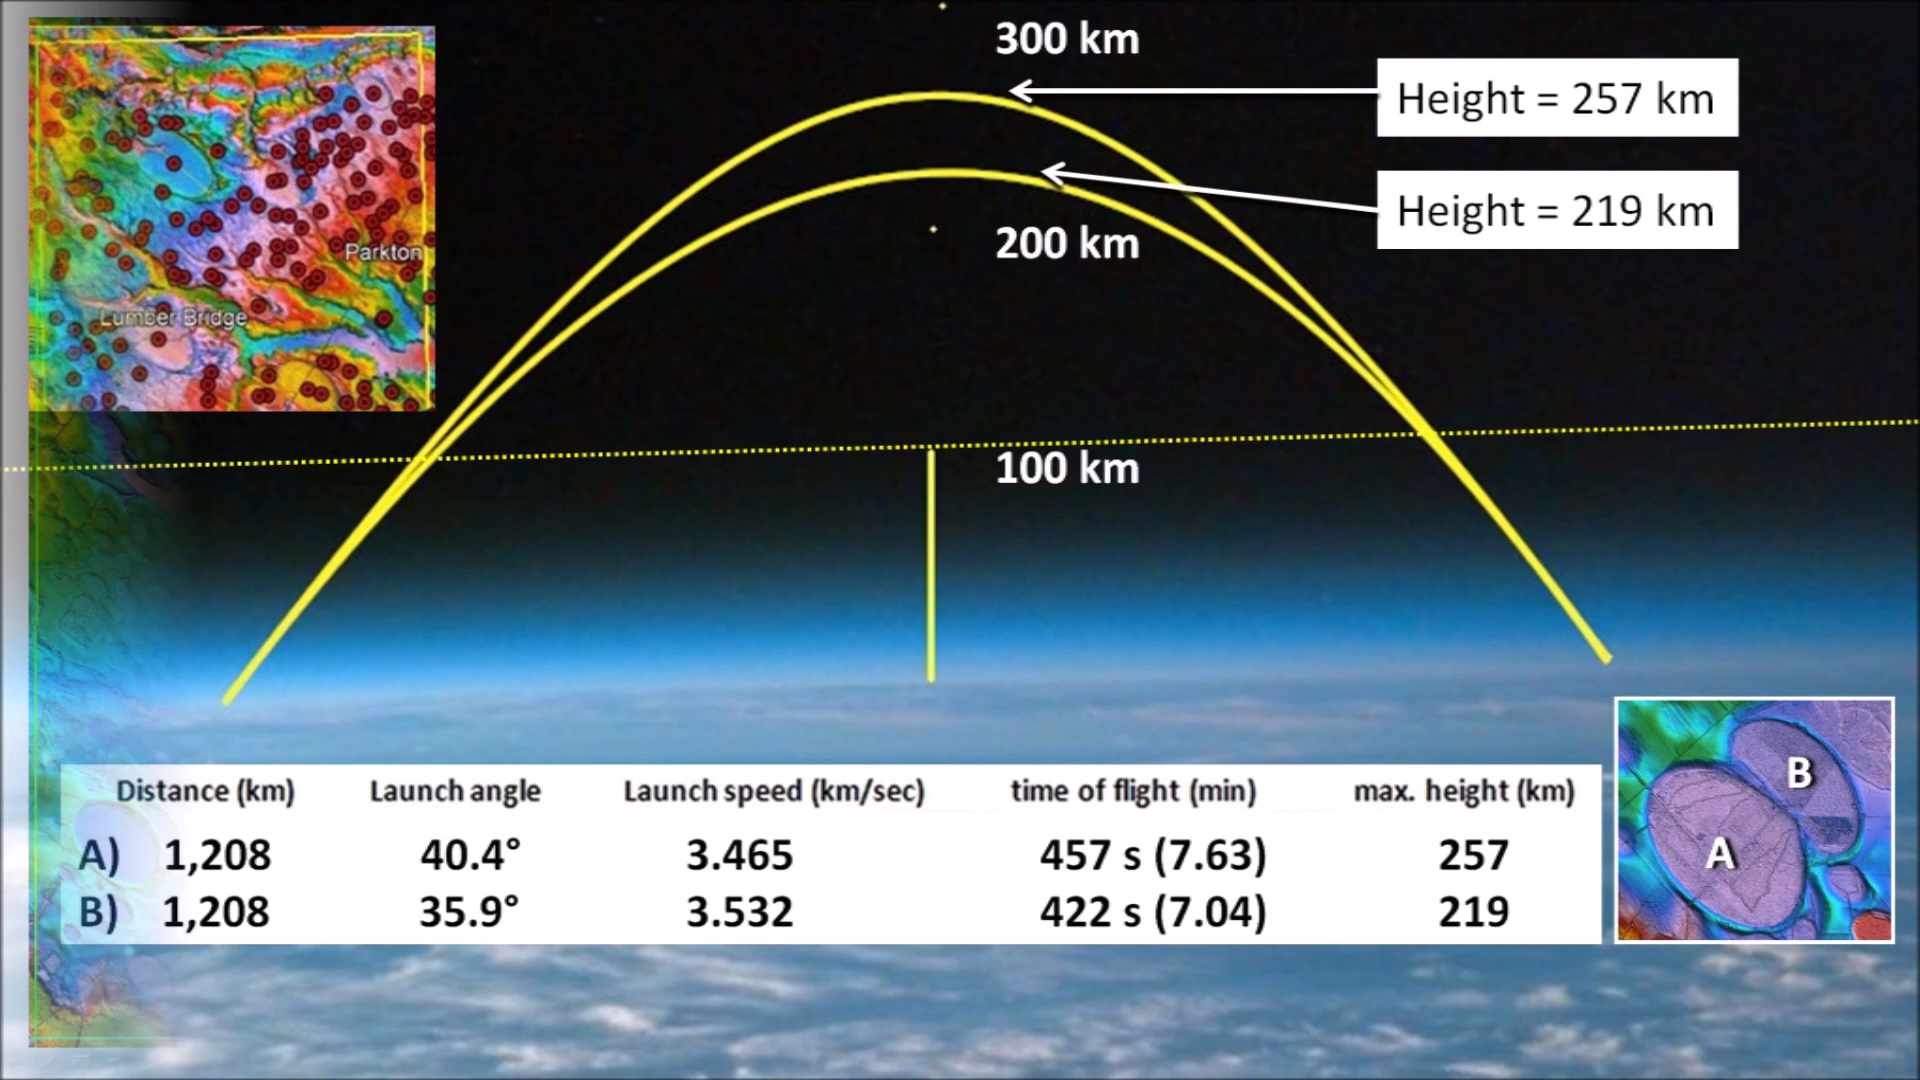 300 km
Height = 257 km
Height = 219 km
200 km
Parkton
Lumber Bridge
100 km
B
A
Distance (km) Launch angle Launch speed (km/sec) time of flight (min) max. height (km)
A) 1,208 40.4° 3.465 457 s (7.63) 257
B) 1,208 35.9° 3.532 422 s (7.04) 219